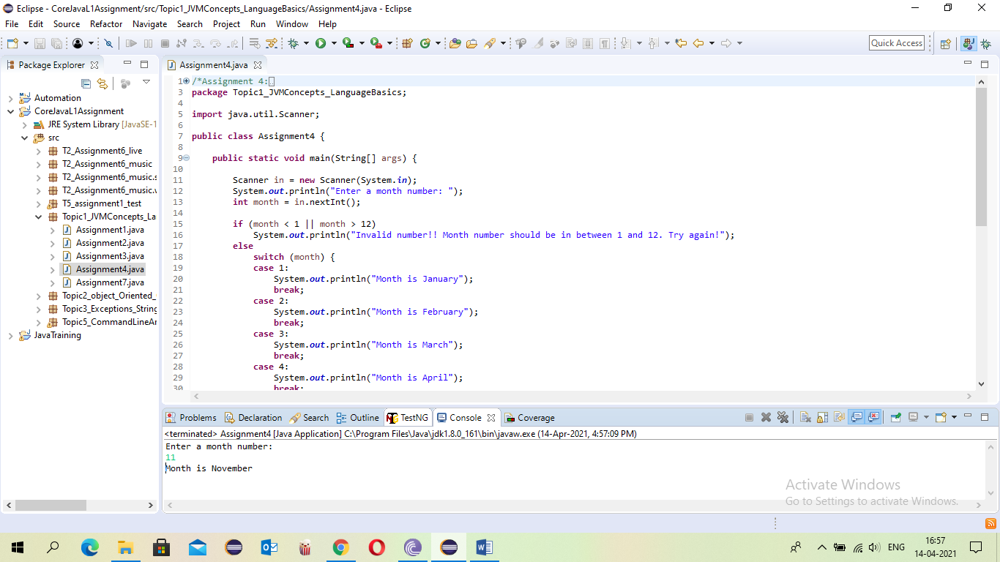 Eclipse - CoreJavaL1Assignment/src/Topic1_JVMConcepts_LanguageBasics/Assignment4.java - Eclipse
File Edit Source Refactor Navigate Search Project Run Window Help
Quick Access
Package Explorer
Automation
CoreJavaL1Assignment
JRE System Library [JavaSE-1
src
T2_Assignment6_live
T2_Assignment6_music
T2_Assignment6_music.s
T2_Assignment6_music.v
T5_assignment1_test
Topic1_JVMConcepts_La
Assignment1.java
Assignment2.java
Assignment3.java
Assignment4.java
Assignment7.java
Topic2_object_Oriented_
Topic3_Exceptions_String
Topic5_CommandLineAr
JavaTraining
Assignment4.java
1 /*Assignment 4:
3 package Topic1_JVMConcepts_LanguageBasics;
4
5 import java.util.Scanner;
6
7 public class Assignment4 {
8
9 public static void main(String[] args) {
10
11 Scanner in = new Scanner(System.in);
12 System.out.println("Enter a month number: ");
13 int month = in.nextInt();
14
15 if (month < 1 || month > 12)
16 System.out.println("Invalid number!! Month number should be in between 1 and 12. Try again!");
17 else
18 switch (month) {
19 case 1:
20 System.out.println("Month is January");
21 break;
22 case 2:
23 System.out.println("Month is February");
24 break;
25 case 3:
26 System.out.println("Month is March");
27 break;
28 case 4:
29 System.out.println("Month is April");
30 break;
Problems Declaration Search Outline TestNG Console Coverage
<terminated> Assignment4 [Java Application] C:\Program Files\Java\jdk1.8.0_161\bin\javaw.exe (14-Apr-2021, 4:57:09 PM)
Enter a month number:
11
Month is November
Activate Windows
Go to Settings to activate Windows.
ENG
16:57
14-04-2021